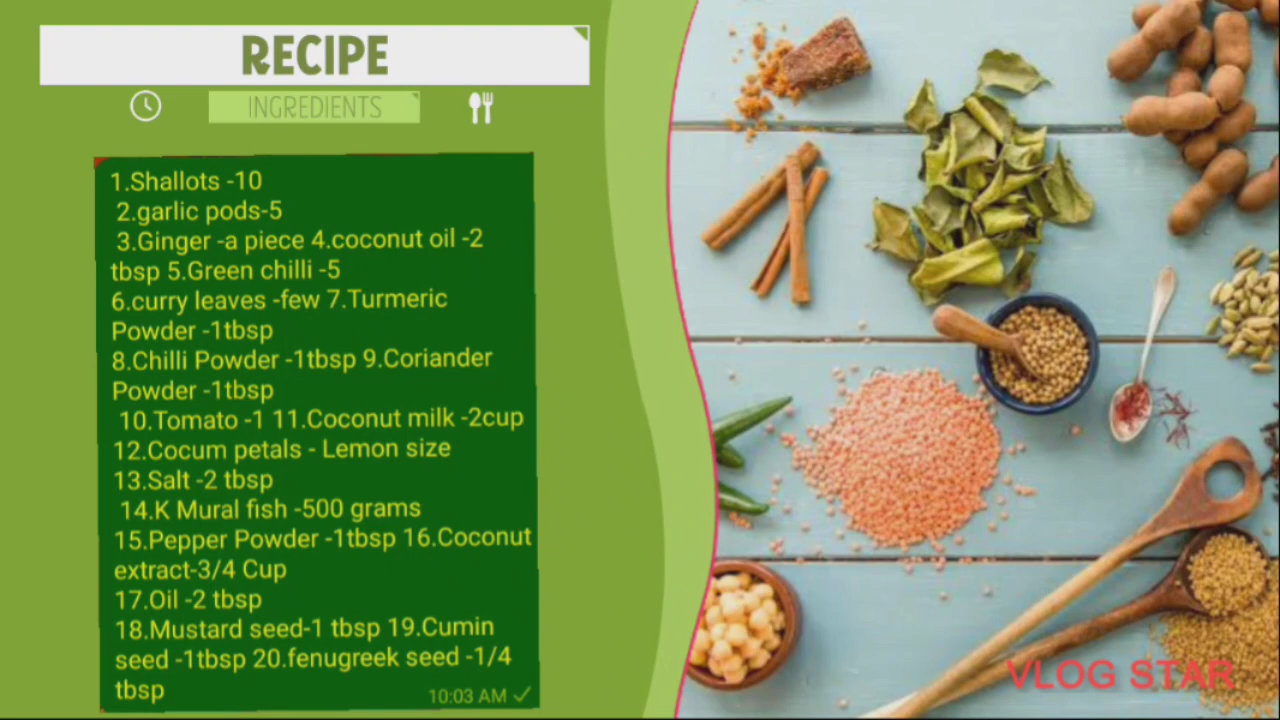 RECIPE
INGREDIENTS
1.Shallots -10
2.garlic pods-5
3.Ginger -a piece 4.coconut oil -2
tbsp 5.Green chilli -5
6.curry leaves -few 7.Turmeric
Powder -1tbsp
8.Chilli Powder -1tbsp 9.Coriander
Powder -1tbsp
10.Tomato -1 11.Coconut milk -2cup
12.Cocum petals - Lemon size
13.Salt -2 tbsp
14.K Mural fish -500 grams
15.Pepper Powder -1tbsp 16.Coconut
extract-3/4 Cup
17.Oil -2 tbsp
18.Mustard seed-1 tbsp 19.Cumin
seed -1tbsp 20.fenugreek seed -1/4
tbsp
10:03 AM
VLOG STAR